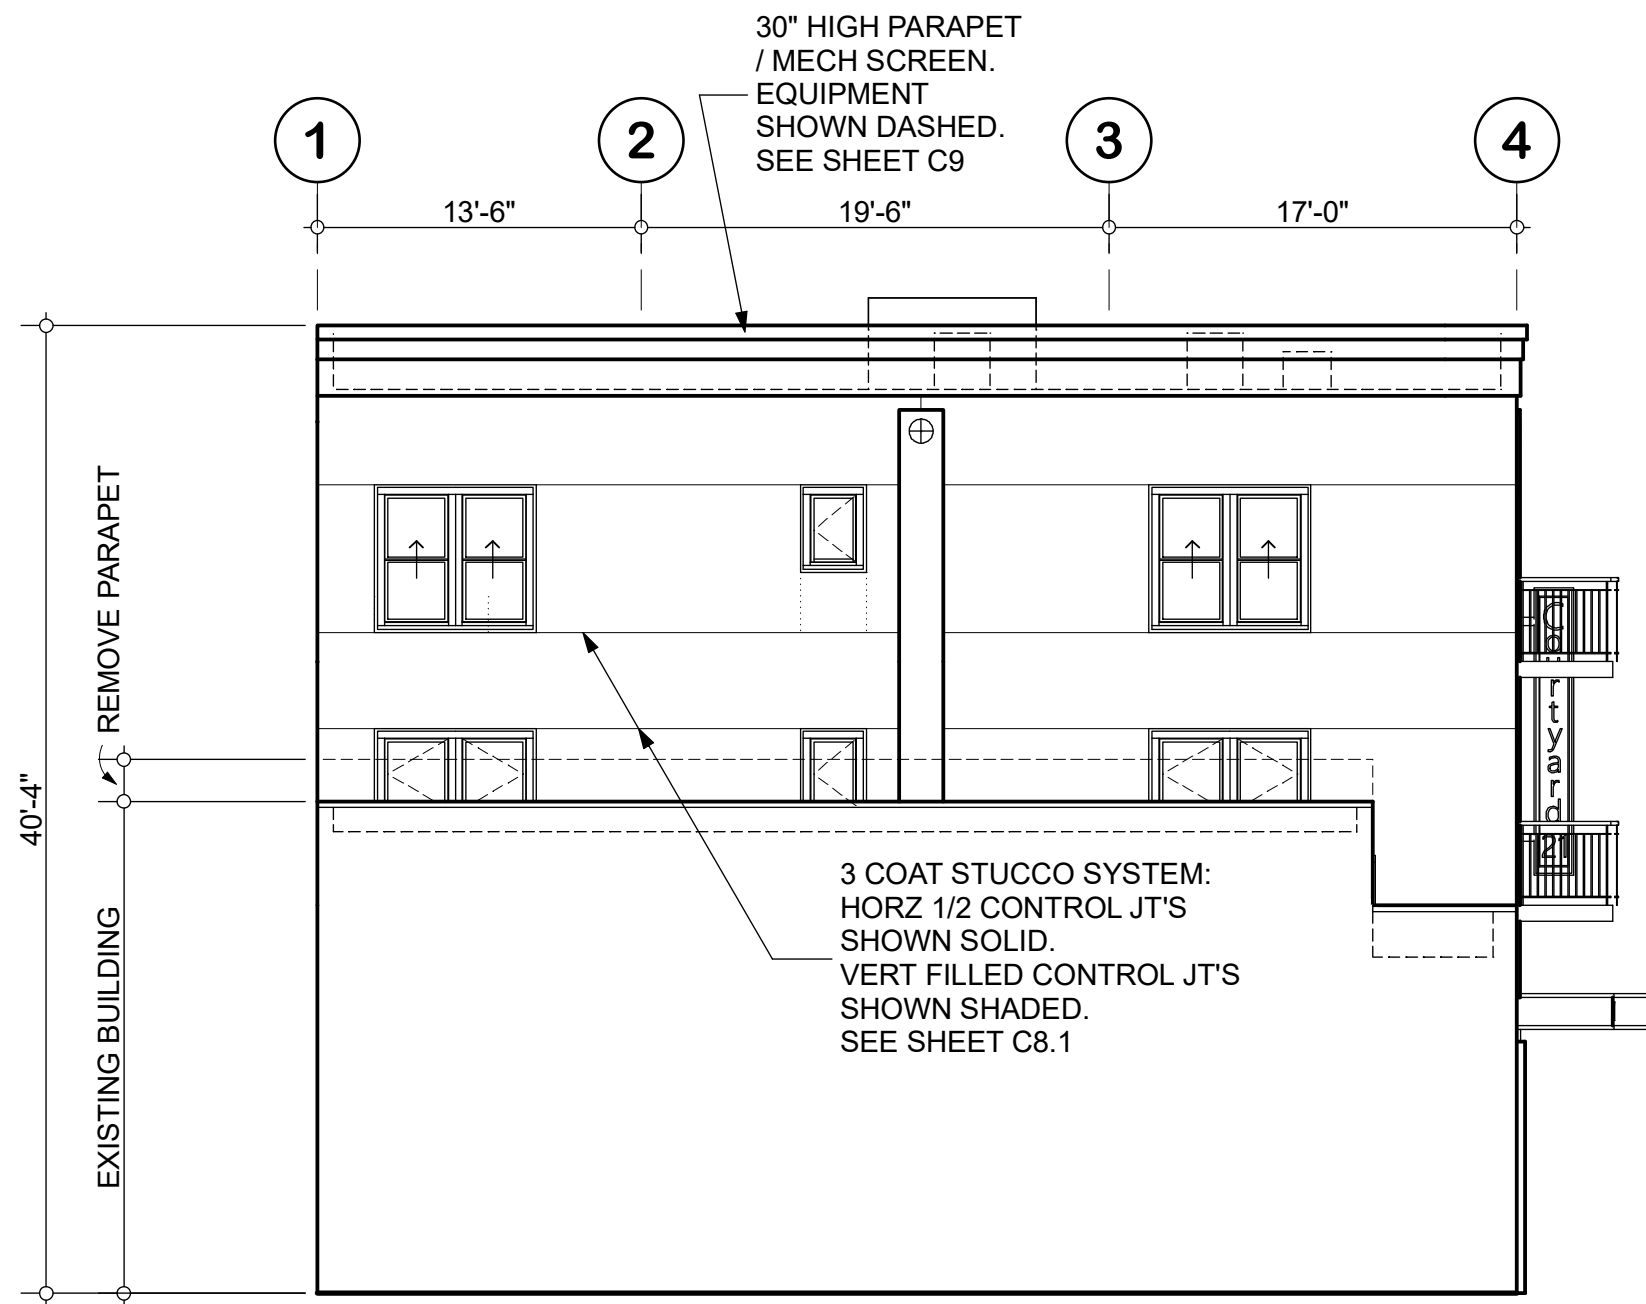 30" HIGH PARAPET
/ MECH SCREEN.
EQUIPMENT
SHOWN DASHED.
SEE SHEET C9
1
2
3
4
13'-6"
19'-6"
17'-0"
REMOVE PARAPET
40'-4"
EXISTING BUILDING
Courtyard
21
3 COAT STUCCO SYSTEM:
HORZ 1/2 CONTROL JT'S
SHOWN SOLID.
VERT FILLED CONTROL JT'S
SHOWN SHADED.
SEE SHEET C8.1